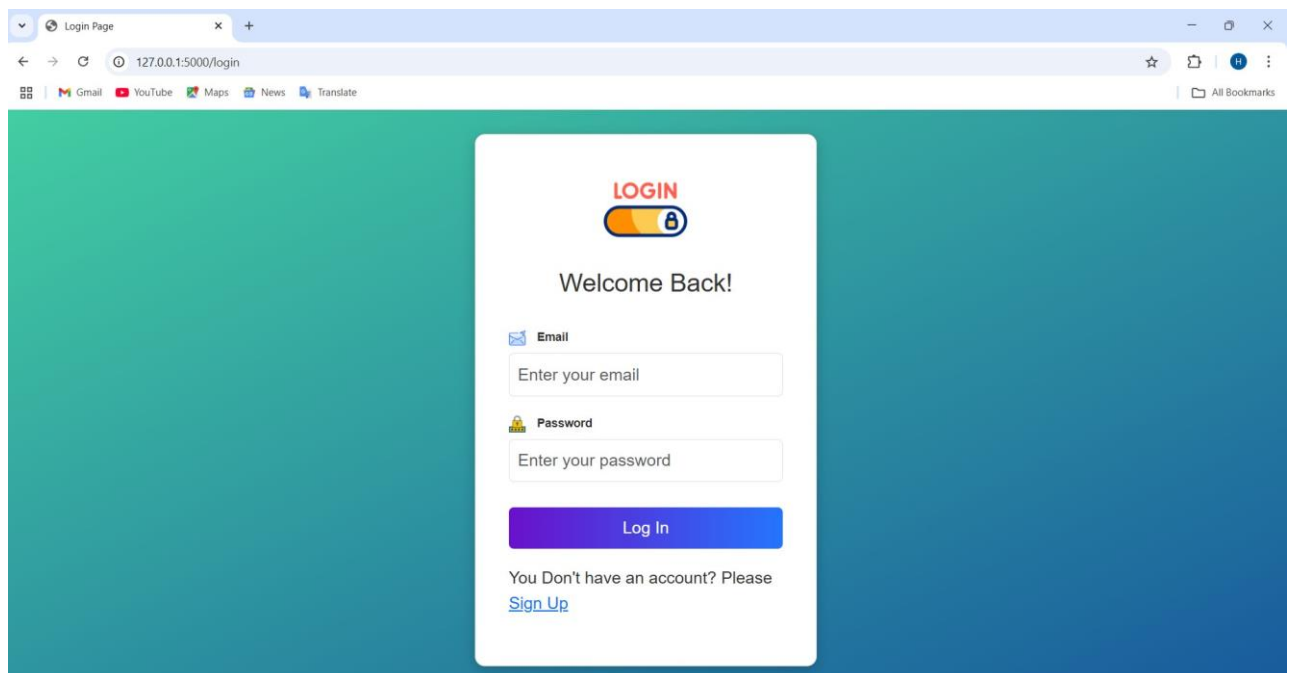 Login Page
127.0.0.1:5000/login
H
Gmail YouTube Maps News Translate All Bookmarks
LOGIN
Welcome Back!
Email
Enter your email
Password
Enter your password
Log In
You Don't have an account? Please
Sign Up